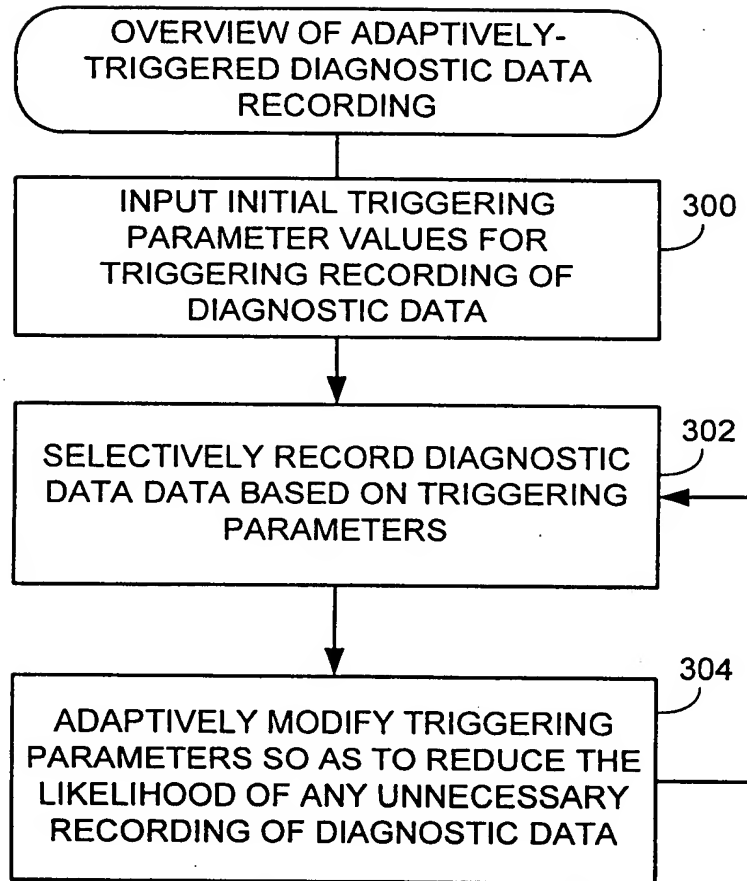 OVERVIEW OF ADAPTIVELY-
TRIGGERED DIAGNOSTIC DATA
RECORDING
INPUT INITIAL TRIGGERING
PARAMETER VALUES FOR
TRIGGERING RECORDING OF
DIAGNOSTIC DATA
300
SELECTIVELY RECORD DIAGNOSTIC
DATA DATA BASED ON TRIGGERING
PARAMETERS
302
ADAPTIVELY MODIFY TRIGGERING
PARAMETERS SO AS TO REDUCE THE
LIKELIHOOD OF ANY UNNECESSARY
RECORDING OF DIAGNOSTIC DATA
304